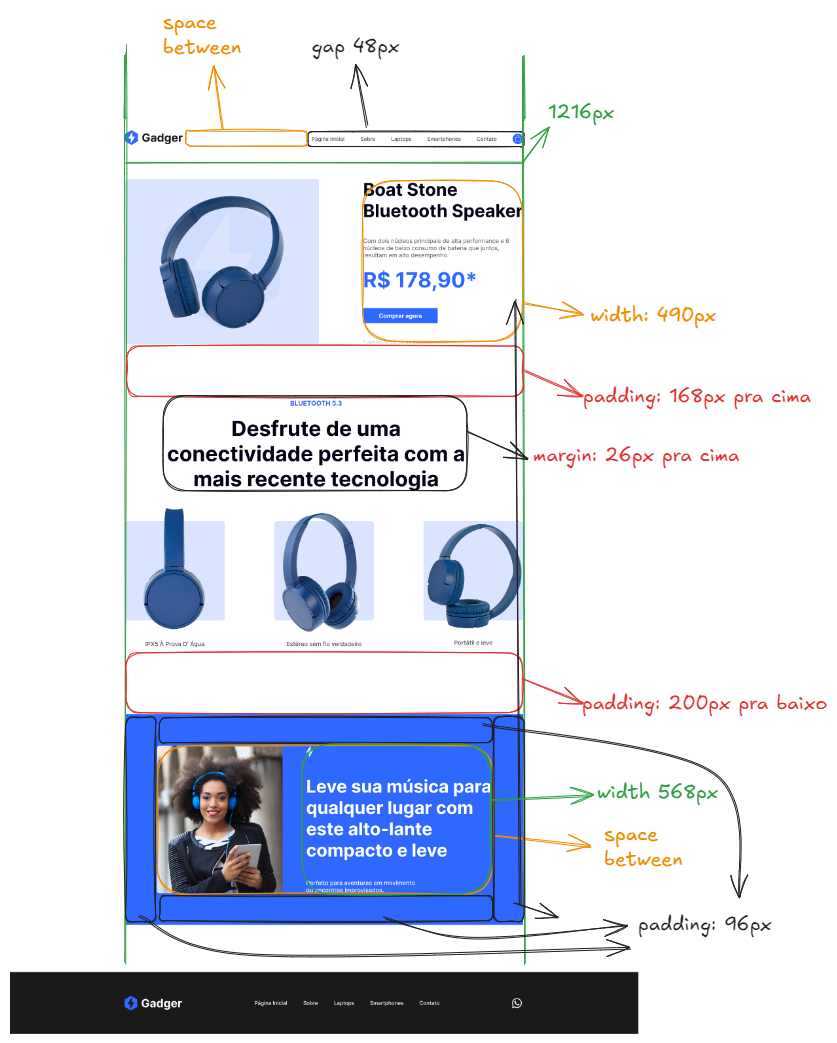 space
between
gap 48px
1216px
Gadger
Página Inicial
Sobre
Laptops
Smartphones
Contato
Boat Stone
Bluetooth Speaker
Com dois núcleos principais de alta performance e 6
núcleos de baixo consumo de bateria que juntos,
resultam em alto desempenho.
R$ 178,90*
Comprar agora
width: 490px
padding: 168px pra cima
BLUETOOTH 5.3
Desfrute de uma
conectividade perfeita com a
mais recente tecnologia
margin: 26px pra cima
IPX5 À Prova D' Água
Estéreo sem fio verdadeiro
Portátil e leve
padding: 200px pra baixo
Leve sua música para
qualquer lugar com
este alto-lante
compacto e leve
width 568px
space
between
Perfeito para aventuras em movimento
ou encontros improvisados.
padding: 96px
Gadger
Página Inicial
Sobre
Laptops
Smartphones
Contato